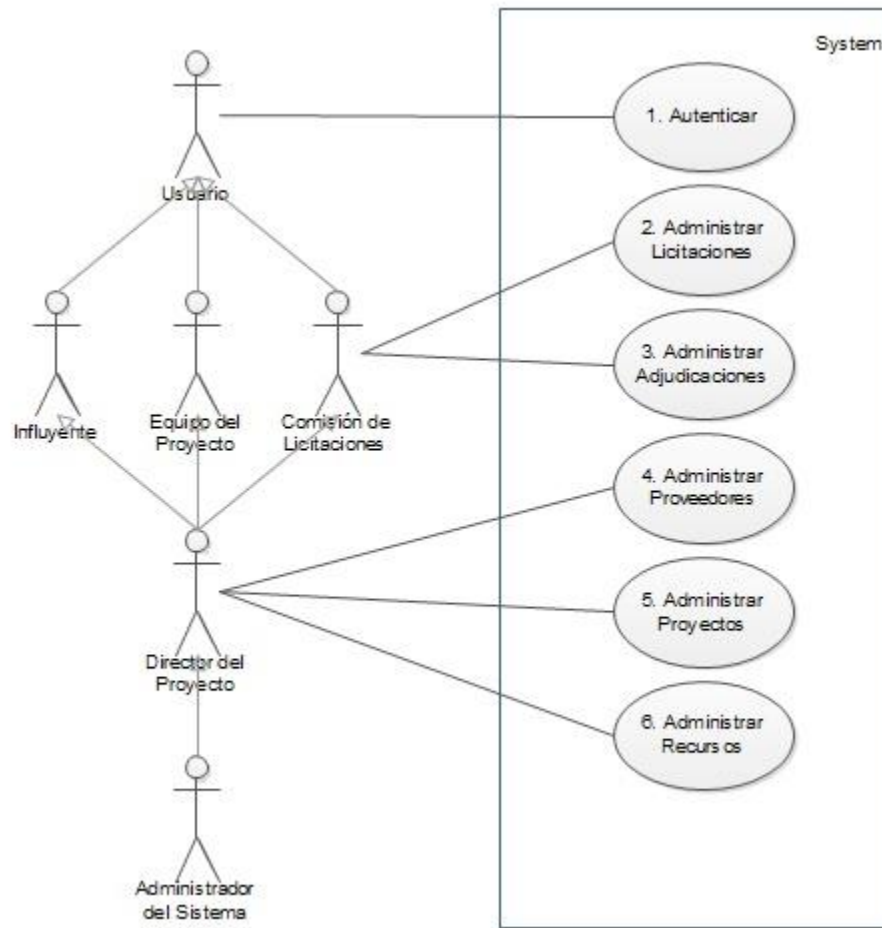 System
1. Autenticar
Usuario
2. Administrar
Licitaciones
3. Administrar
Adjudicaciones
Influyente
Equipo del
Proyecto
Comisión de
Licitaciones
4. Administrar
Proveedores
5. Administrar
Proyectos
Director del
Proyecto
6. Administrar
Recursos
Administrador
del Sistema